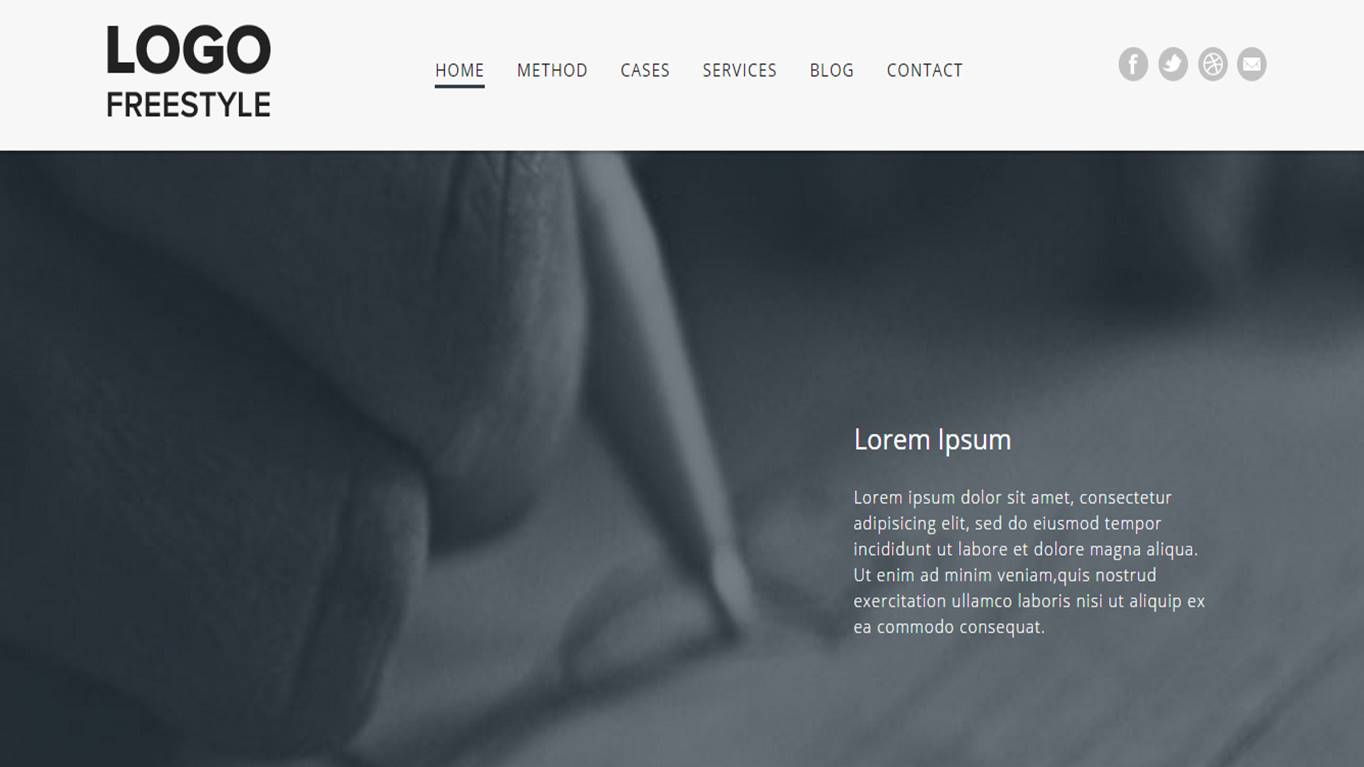 LOGO
FREESTYLE
HOME METHOD CASES SERVICES BLOG CONTACT
Lorem Ipsum
Lorem ipsum dolor sit amet, consectetur
adipisicing elit, sed do eiusmod tempor
incididunt ut labore et dolore magna aliqua.
Ut enim ad minim veniam,quis nostrud
exercitation ullamco laboris nisi ut aliquip ex
ea commodo consequat.